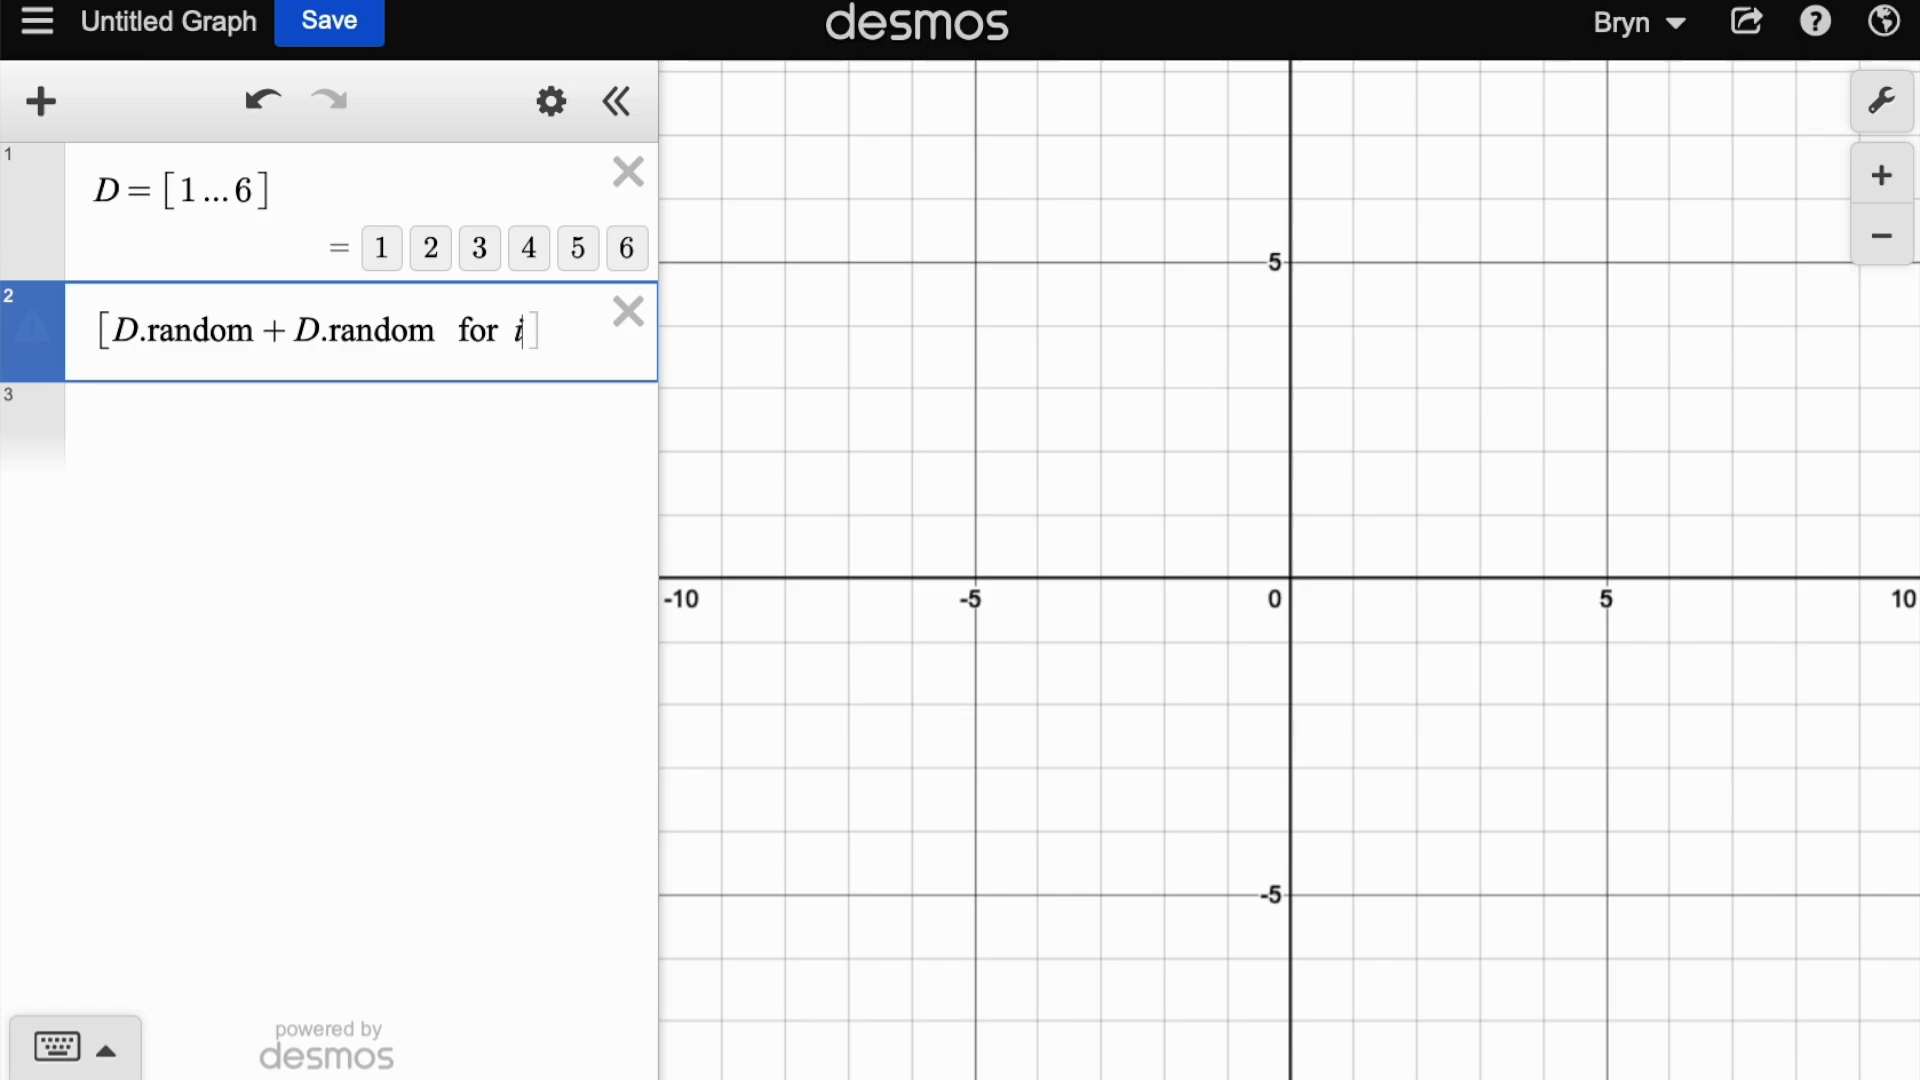 Untitled Graph
Save
desmos
Bryn
?
1
D = [1...6]
= 1 2 3 4 5 6
2
[D.random + D.random for i]
3
5
-10
-5
0
5
10
-5
powered by
desmos